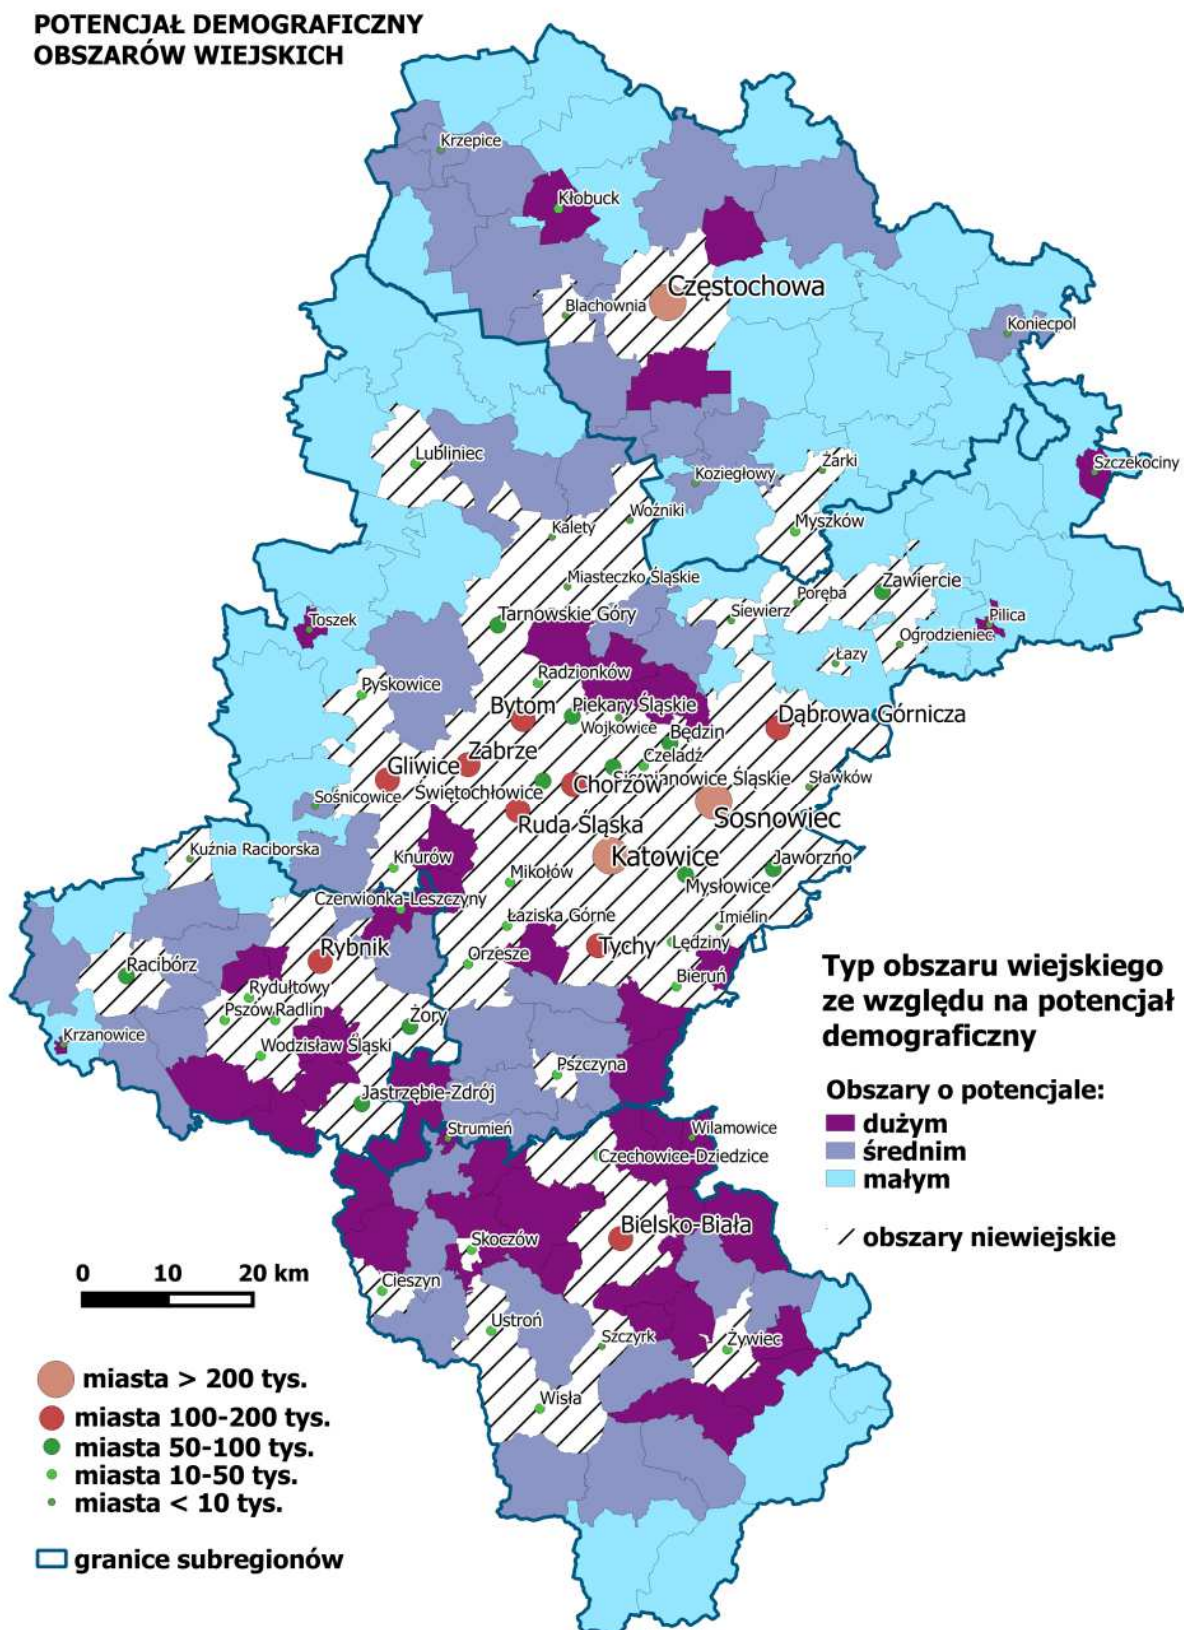 POTENCJAŁ DEMOGRAFICZNY
OBSZARÓW WIEJSKICH
Krzepice
Kłobuck
Częstochowa
Blachownia
Koniecpol
Lubliniec
Szczekociny
Żarki
Koziegłowy
Woźniki
Kalety
Myszków
Miasteczko Śląskie
Zawiercie
Poręba
Siewierz
Toszek
Tarnowskie Góry
Pilica
Ogrodzieniec
Łazy
Radzionków
Pyskowice
Bytom
Piekary Śląskie
Dąbrowa Górnicza
Wojkowice
Będzin
Zabrze
Czeladź
Gliwice
Siemianowice Śląskie
Sławków
Chorzów
Świętochłowice
Sośnicowice
Sosnowiec
Ruda Śląska
Kuźnia Raciborska
Katowice
Knurów
Jaworzno
Mikołów
Mysłowice
Czerwionka-Leszczyny
Imielin
Łaziska Górne
Rybnik
Tychy
Lędziny
Orzesze
Racibórz
Bieruń
Rydułtowy
Pszów
Radlin
Żory
Krzanowice
Wodzisław Śląski
Pszczyna
Jastrzębie-Zdrój
Strumień
Wilamowice
Czechowice-Dziedzice
Bielsko-Biała
Skoczów
Cieszyn
Ustroń
Szczyrk
Żywiec
Wisła
Typ obszaru wiejskiego
ze względu na potencjał
demograficzny
Obszary o potencjale:
dużym
średnim
małym
obszary niewiejskie
0 10 20 km
miasta > 200 tys.
miasta 100-200 tys.
miasta 50-100 tys.
miasta 10-50 tys.
miasta < 10 tys.
granice subregionów